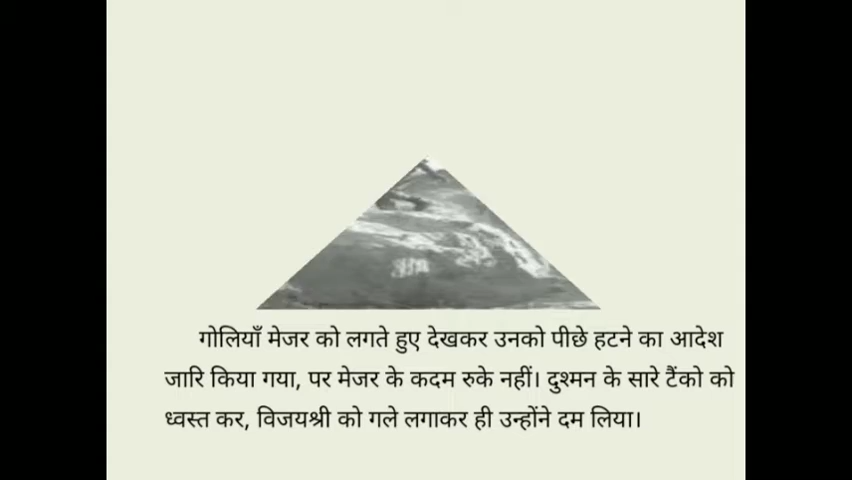 गोलियाँ मेजर को लगते हुए देखकर उनको पीछे हटने का आदेश
जारि किया गया, पर मेजर के कदम रुके नहीं। दुश्मन के सारे टैंको को
ध्वस्त कर, विजयश्री को गले लगाकर ही उन्होंने दम लिया।